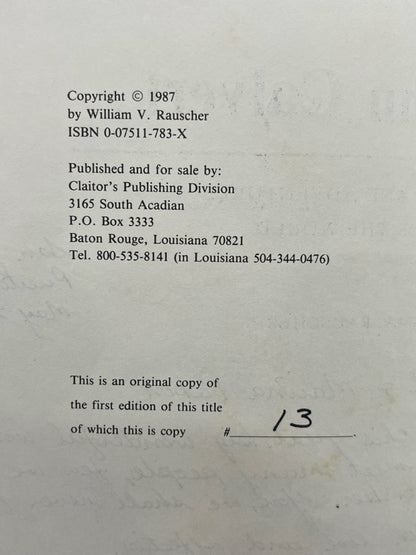 Copyright © 1987
by William V. Rauscher
ISBN 0-07511-783-X
Published and for sale by:
Claitor's Publishing Division
3165 South Acadian
P.O. Box 3333
Baton Rouge, Louisiana 70821
Tel. 800-535-8141 (in Louisiana 504-344-0476)
This is an original copy of
the first edition of this title
of which this is copy # 13.